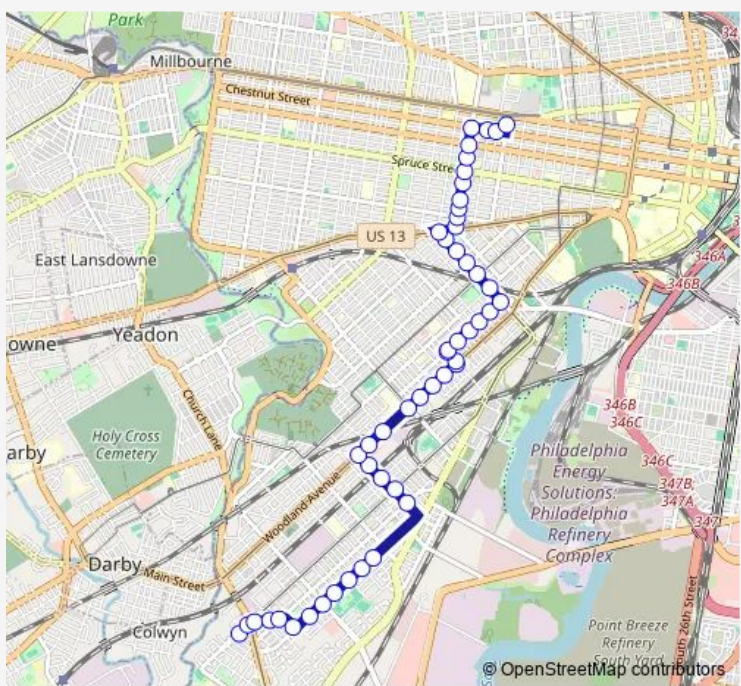 Park
Millbourne
34
Chestnut Street
Spruce Stre
US 13
East Lansdowne
346A
3
346B
Yeadon
owne
Church Lane
Holy Cross
Cemetery
arby
346B
346C
346C
Philadelphia
Energy
Solutions:
Philadelphia
Refinery
Complex
347B
347A
347
Woodland Avenue
Darby
Main Street
Colwyn
Point Breeze
Refinery
South Yard
South 26th Street
© OpenStreetMap contributors